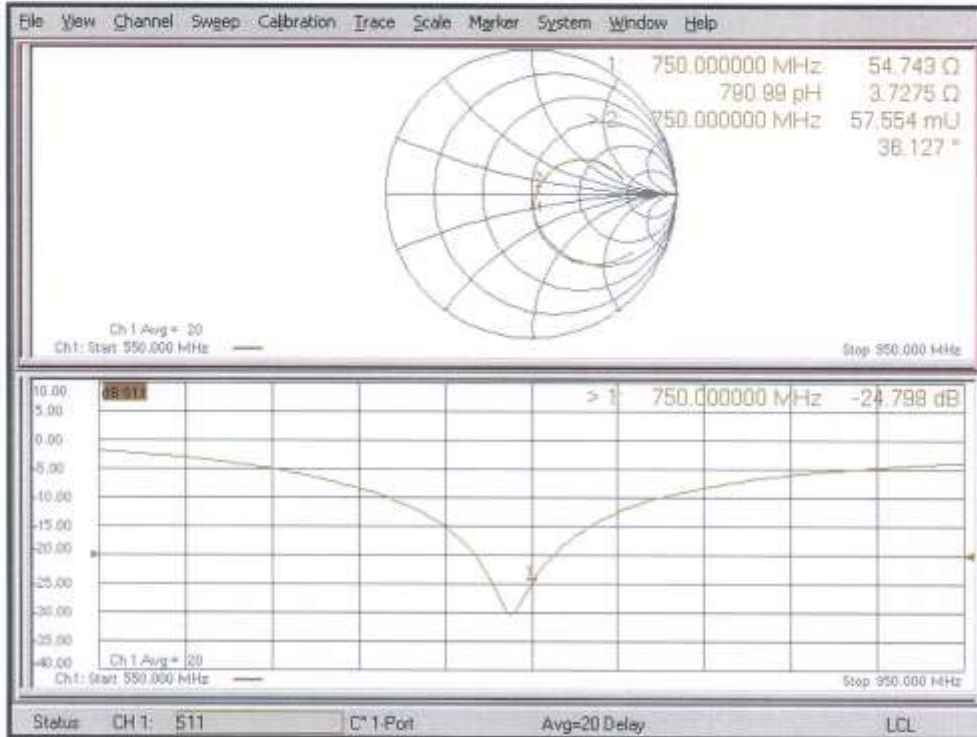 File View Channel Sweep Calibration Trace Scale Marker System Window Help
1: 750.000000 MHz 54.743 Ω
790.99 pH 3.7275 Ω
> 2: 750.000000 MHz 57.554 mU
36.127 °
Ch 1 Avg = 20
Ch1: Start 550.000 MHz
Stop 950.000 MHz
10.00
5.00
0.00
-5.00
-10.00
-15.00
-20.00
-25.00
-30.00
-35.00
-40.00
dB S11
> 1: 750.000000 MHz -24.798 dB
1
Ch 1 Avg = 20
Ch1: Start 550.000 MHz
Stop 950.000 MHz
Status CH 1: S11 C* 1-Port Avg=20 Delay LCL